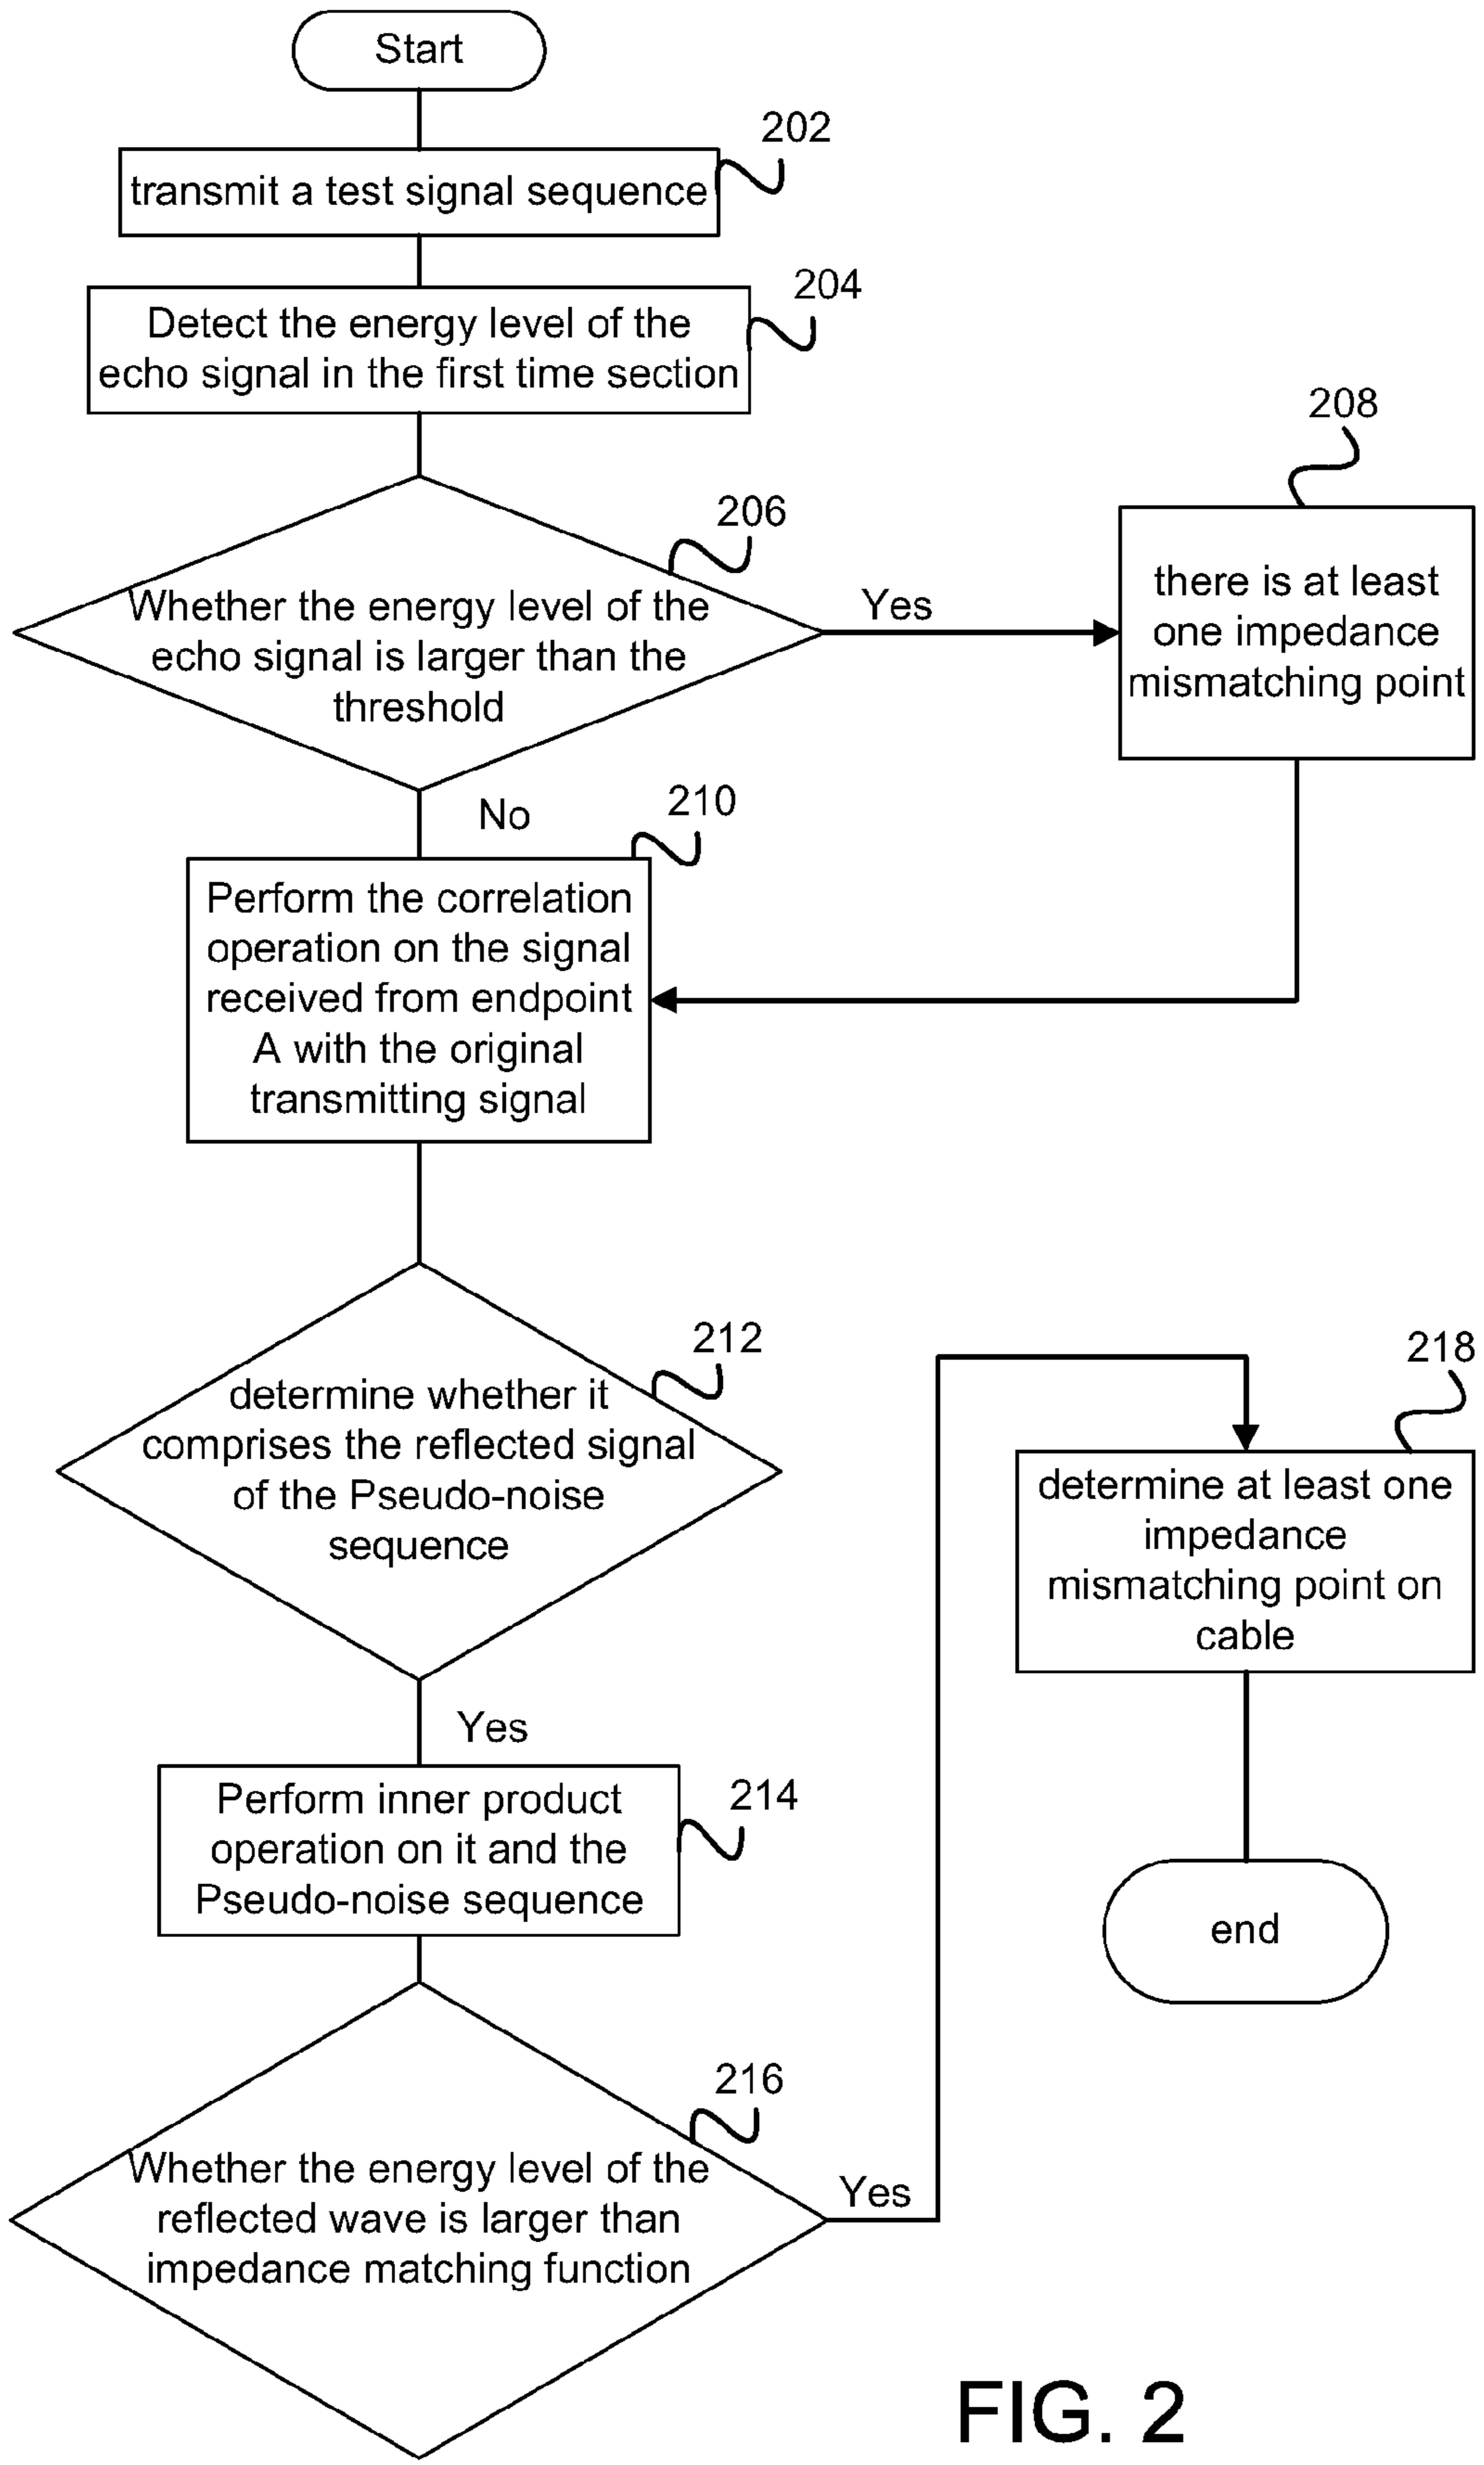 Start
202
transmit a test signal sequence
204
Detect the energy level of the
echo signal in the first time section
206
Whether the energy level of the
echo signal is larger than the
threshold
Yes
208
there is at least
one impedance
mismatching point
No
210
Perform the correlation
operation on the signal
received from endpoint
A with the original
transmitting signal
212
determine whether it
comprises the reflected signal
of the Pseudo-noise
sequence
Yes
214
Perform inner product
operation on it and the
Pseudo-noise sequence
216
Whether the energy level of the
reflected wave is larger than
impedance matching function
Yes
218
determine at least one
impedance
mismatching point on
cable
end
FIG. 2